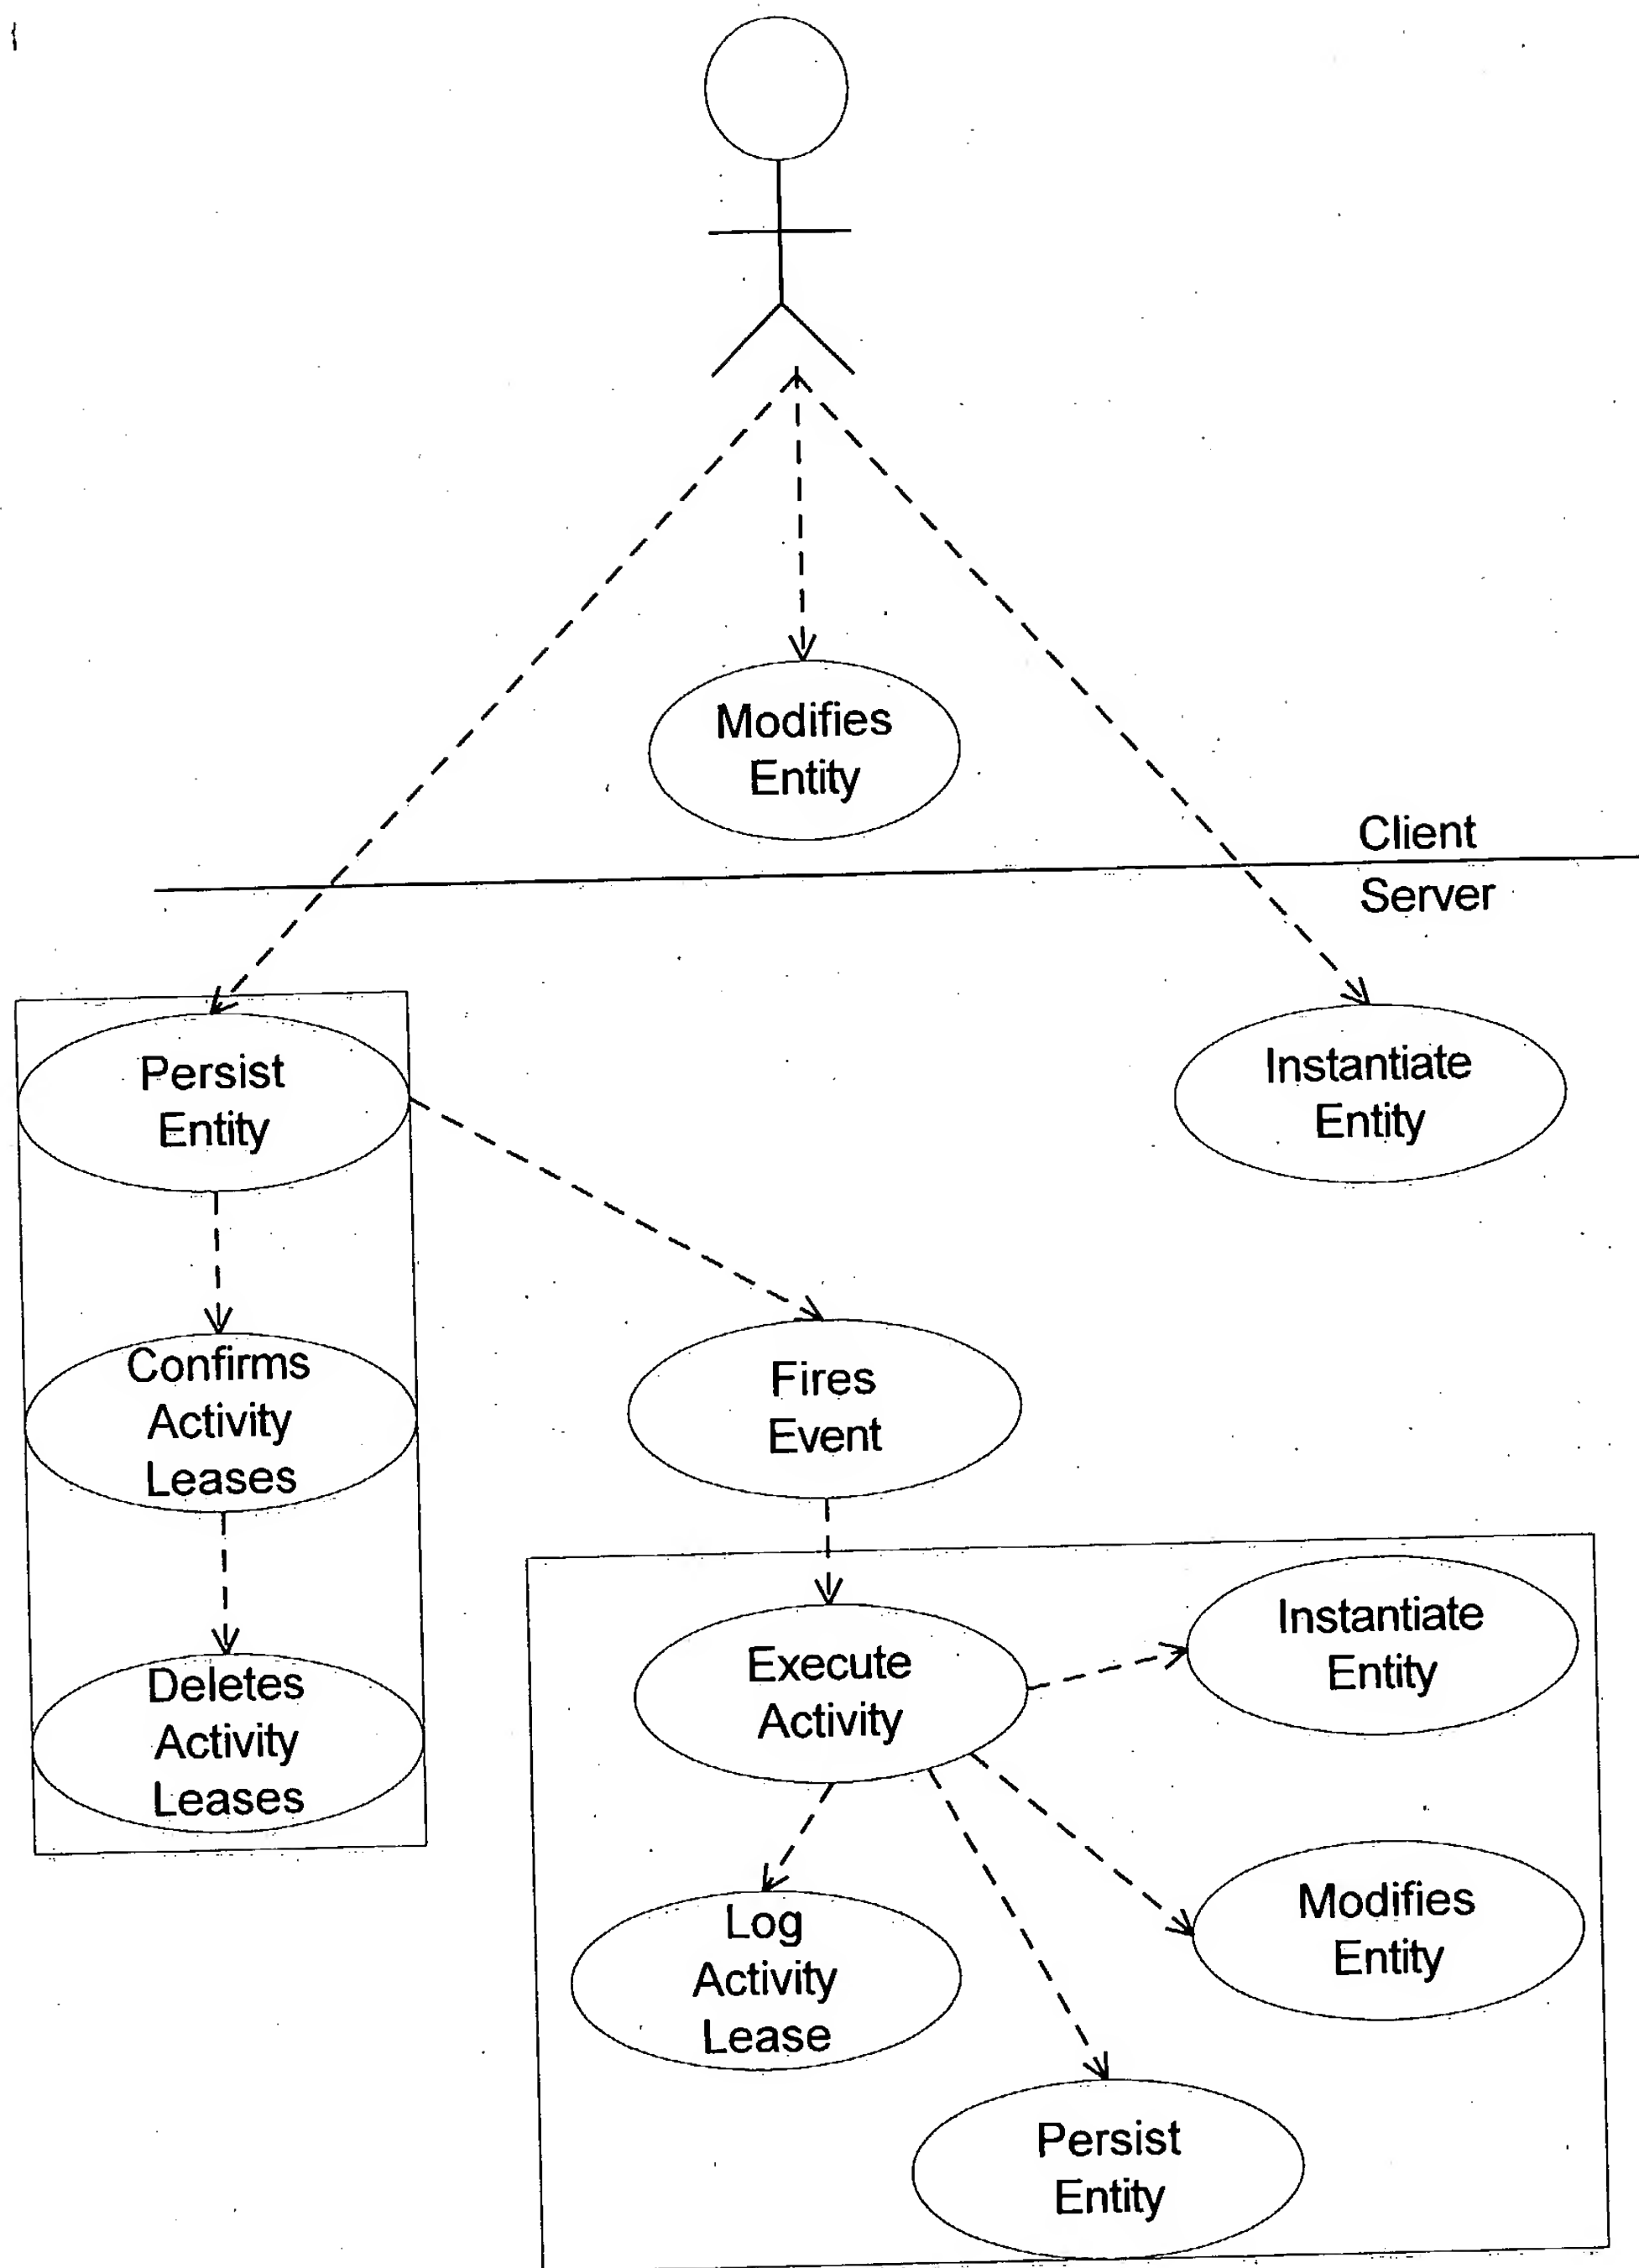 Modifies
Entity
Client
Server
Persist
Entity
Instantiate
Entity
Confirms
Activity
Leases
Fires
Event
Deletes
Activity
Leases
Execute
Activity
Instantiate
Entity
Log
Activity
Lease
Modifies
Entity
Persist
Entity